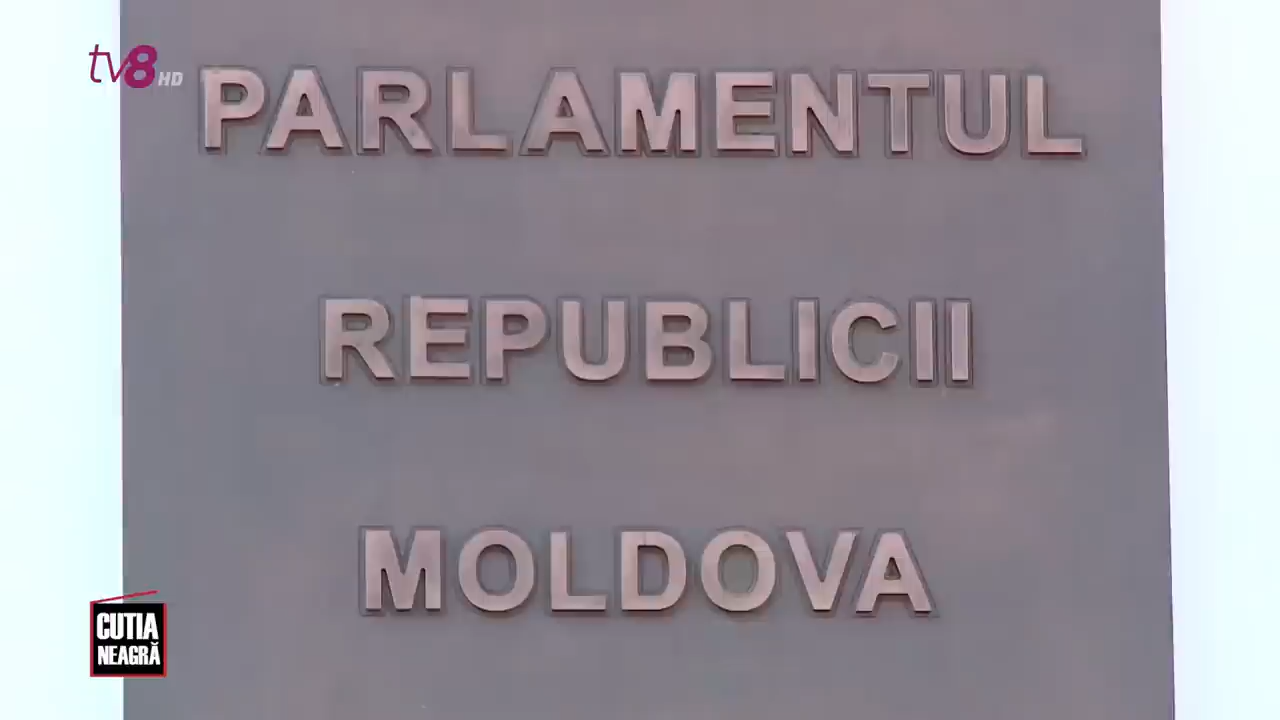 tv8 HD
PARLAMENTUL
REPUBLICII
MOLDOVA
CUTIA
NEAGRĂ